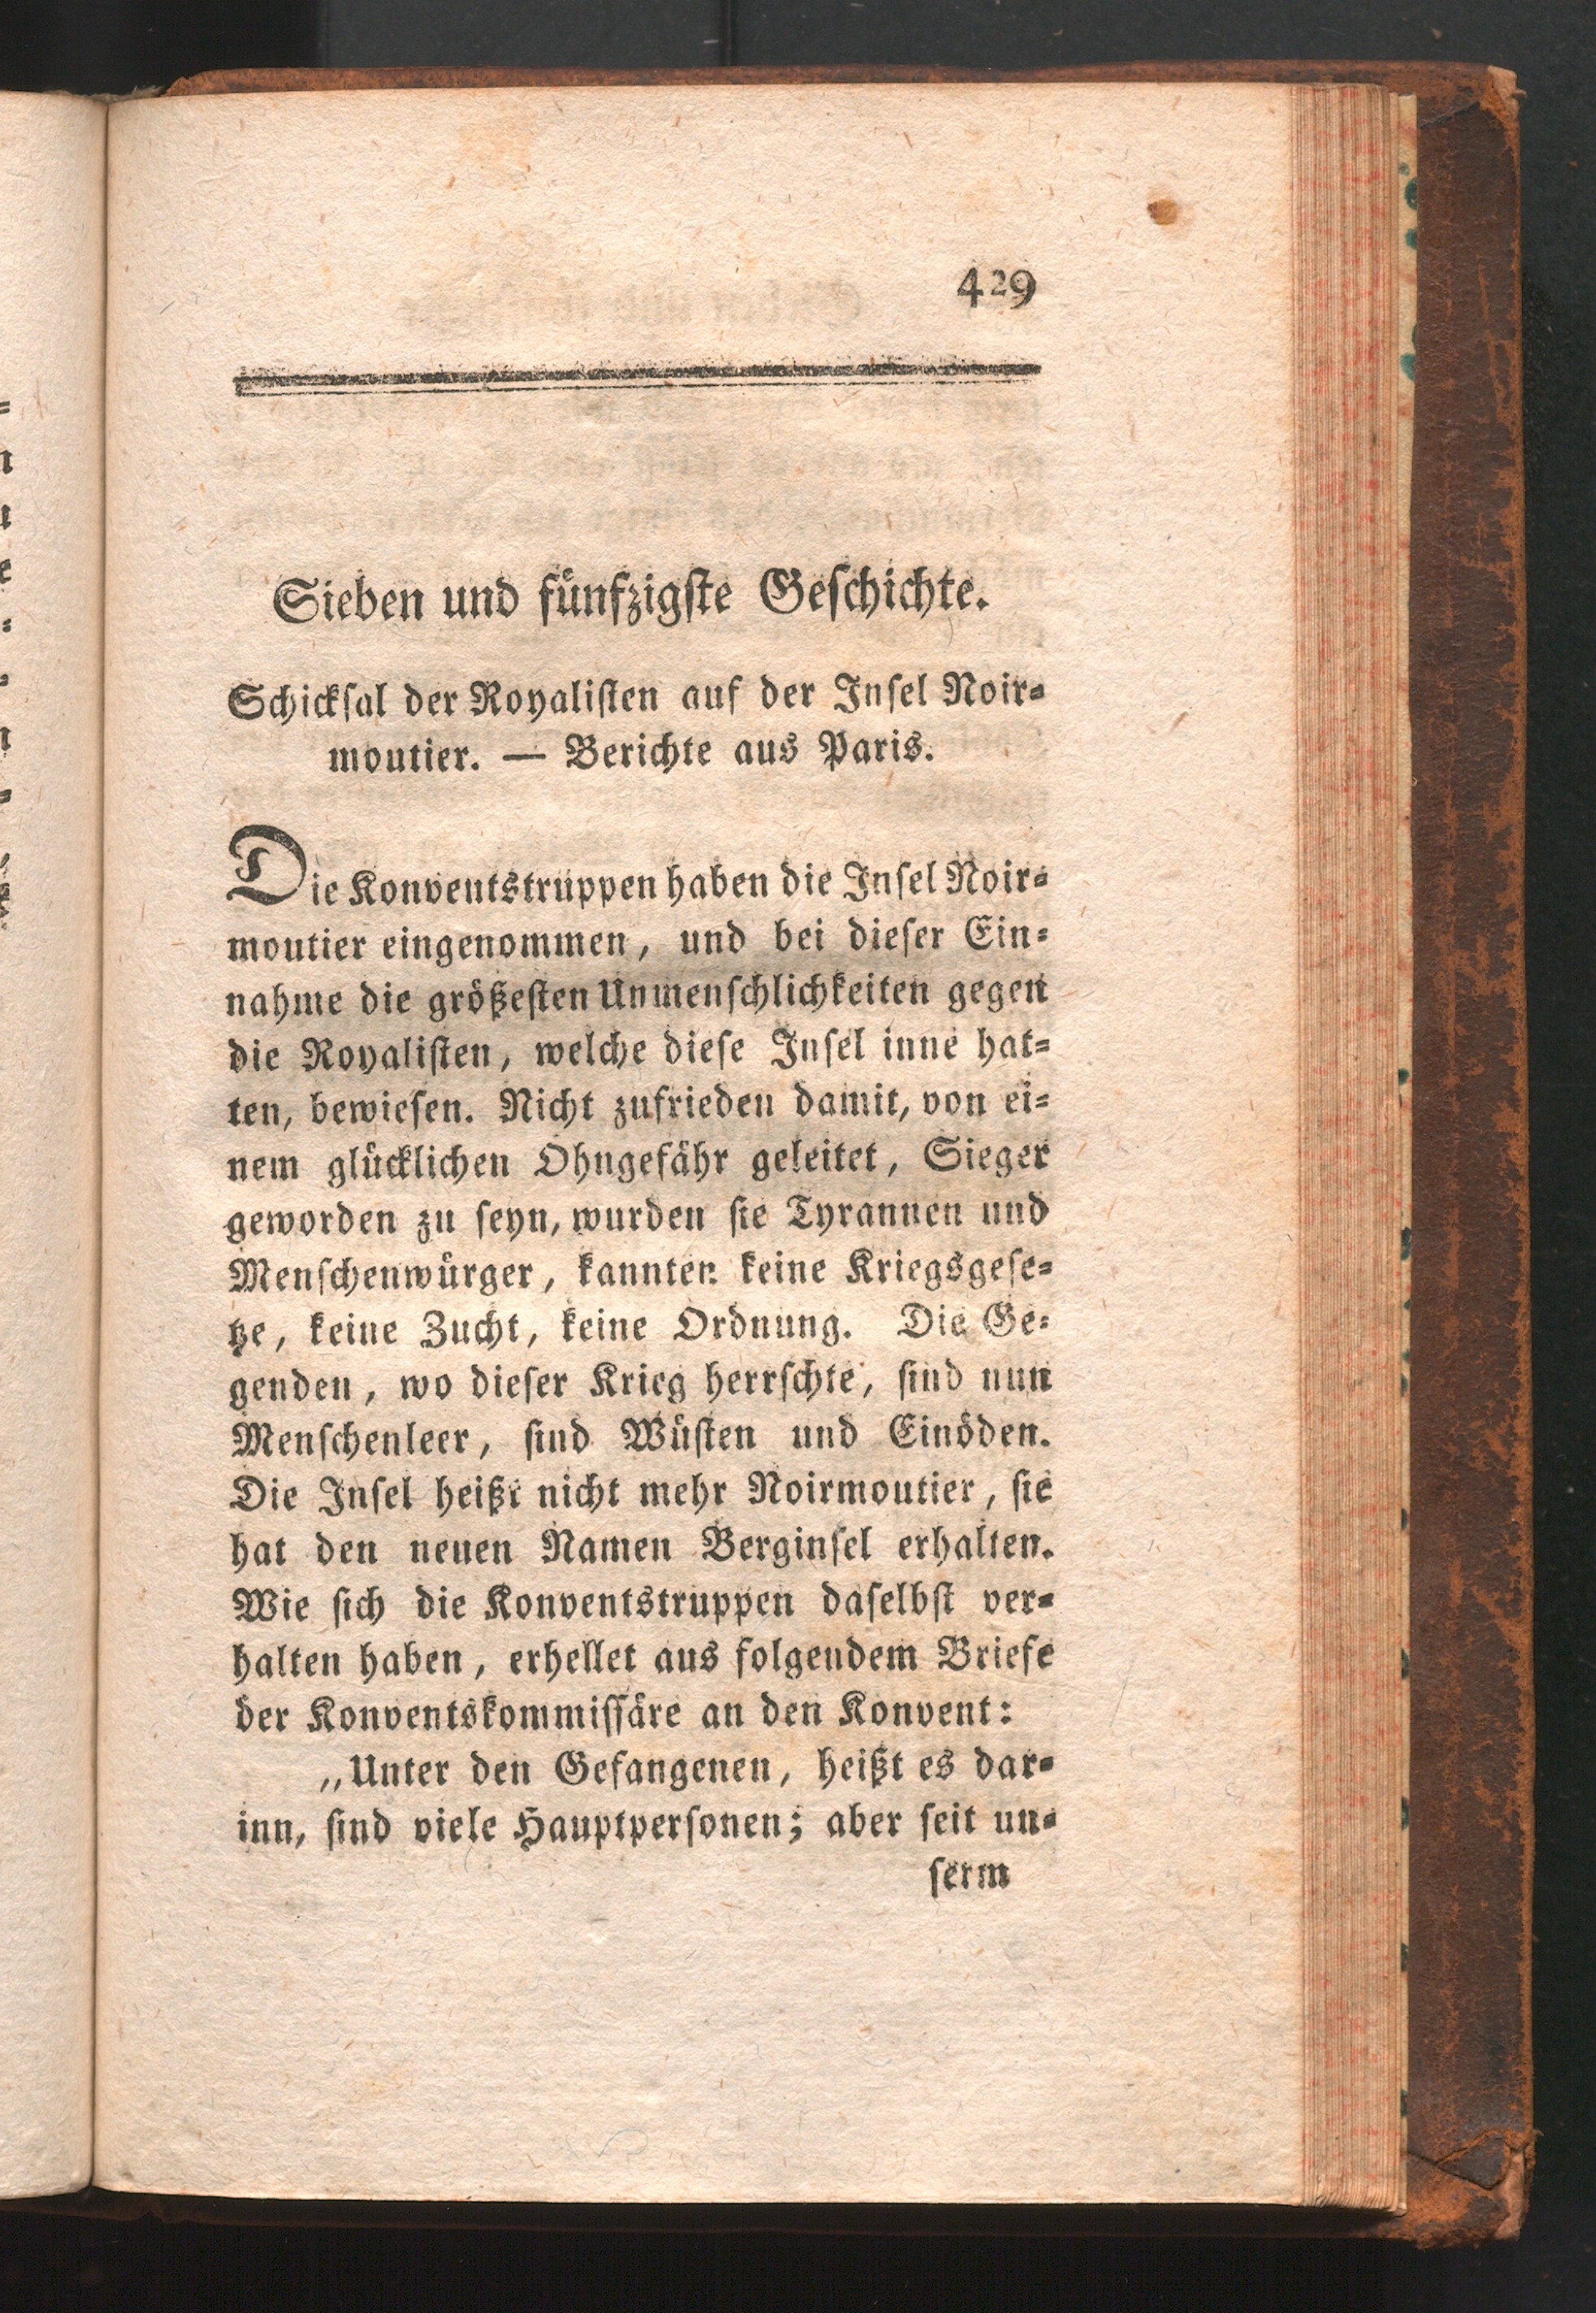 429
Sieben und fünfzigste Geschichte.
Schicksal der Royalisten auf der Insel Noir-
moutier. — Berichte aus Paris.
Die Konventstruppen haben die Insel Noir-
moutier eingenommen, und bei dieser Ein-
nahme die größesten Unmenschlichkeiten gegen
die Royalisten, welche diese Insel inne hat-
ten, bewiesen. Nicht zufrieden damit, von ei-
nem glücklichen Ohngefähr geleitet, Sieger
geworden zu seyn, wurden sie Tyrannen und
Menschenwürger, kannten keine Kriegsgese-
tze, keine Zucht, keine Ordnung. Die Ge-
genden, wo dieser Krieg herrschte, sind nun
Menschenleer, sind Wüsten und Einöden.
Die Insel heißt nicht mehr Noirmoutier, sie
hat den neuen Namen Berginsel erhalten.
Wie sich die Konventstruppen daselbst ver-
halten haben, erhellet aus folgendem Briefe
der Konventskommissäre an den Konvent:
„Unter den Gefangenen, heißt es dar-
inn, sind viele Hauptpersonen; aber seit un-
serm